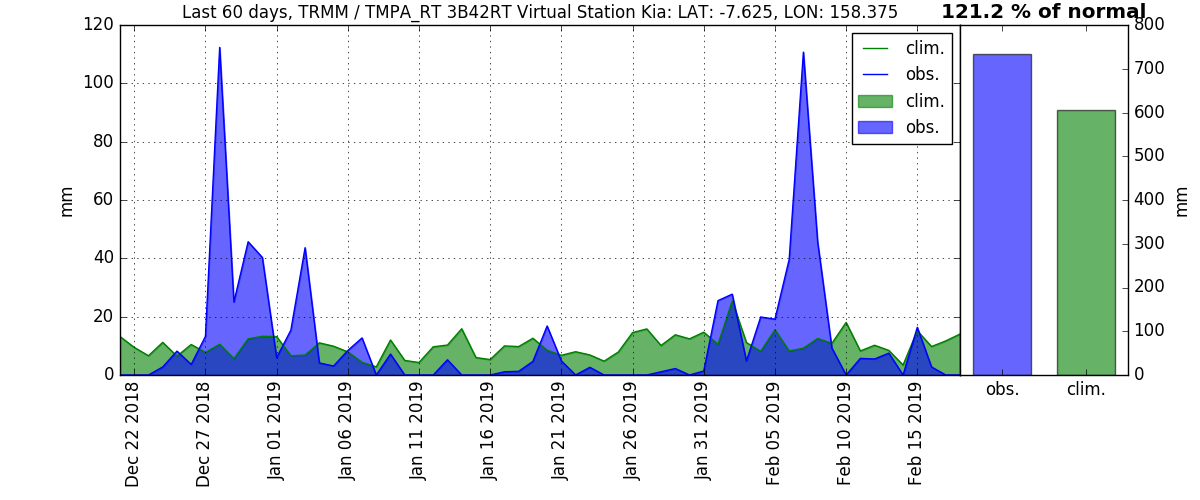 Last 60 days, TRMM / TMPA_RT 3B42RT Virtual Station Kia: LAT: -7.625, LON: 158.375
121.2 % of normal
120
100
80
60
40
20
0
mm
clim.
obs.
clim.
obs.
800
700
600
500
400
300
200
100
0
mm
Dec 22 2018
Dec 27 2018
Jan 01 2019
Jan 06 2019
Jan 11 2019
Jan 16 2019
Jan 21 2019
Jan 26 2019
Jan 31 2019
Feb 05 2019
Feb 10 2019
Feb 15 2019
obs.
clim.